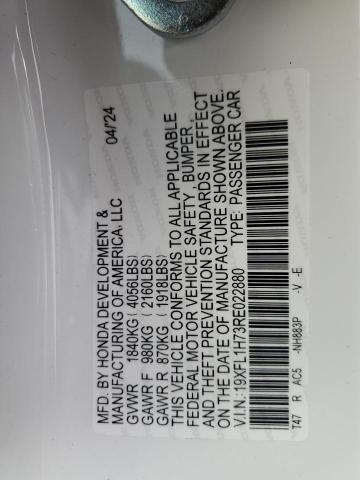 MFD. BY HONDA DEVELOPMENT &
MANUFACTURING OF AMERICA, LLC 04/'24
GVWR 1840KG ( 4056LBS)
GAWR F 980KG ( 2160LBS)
GAWR R 870KG ( 1918LBS)
THIS VEHICLE CONFORMS TO ALL APPLICABLE
FEDERAL MOTOR VEHICLE SAFETY, BUMPER,
AND THEFT PREVENTION STANDARDS IN EFFECT
ON THE DATE OF MANUFACTURE SHOWN ABOVE.
V.I.N.: 19XFL1H73RE022880 TYPE: PASSENGER CAR
T47 R AC5 -NH883P -V -E